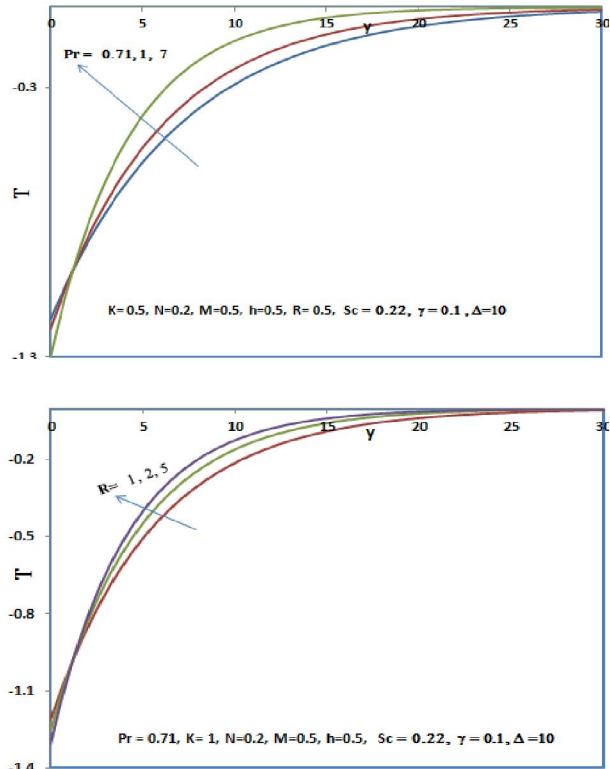 0 5 10 15 20 25 30
y
Pr = 0.71, 1, 7
-0.3
T
K= 0.5, N=0.2, M=0.5, h=0.5, R= 0.5, Sc = 0.22, γ = 0.1 , Δ=10
-1.3
0 5 10 15 20 25 30
y
-0.2
R= 1, 2, 5
-0.5
T
-0.8
-1.1
Pr = 0.71, K= 1, N=0.2, M=0.5, h=0.5, Sc = 0.22, γ = 0.1, Δ=10
-1.4